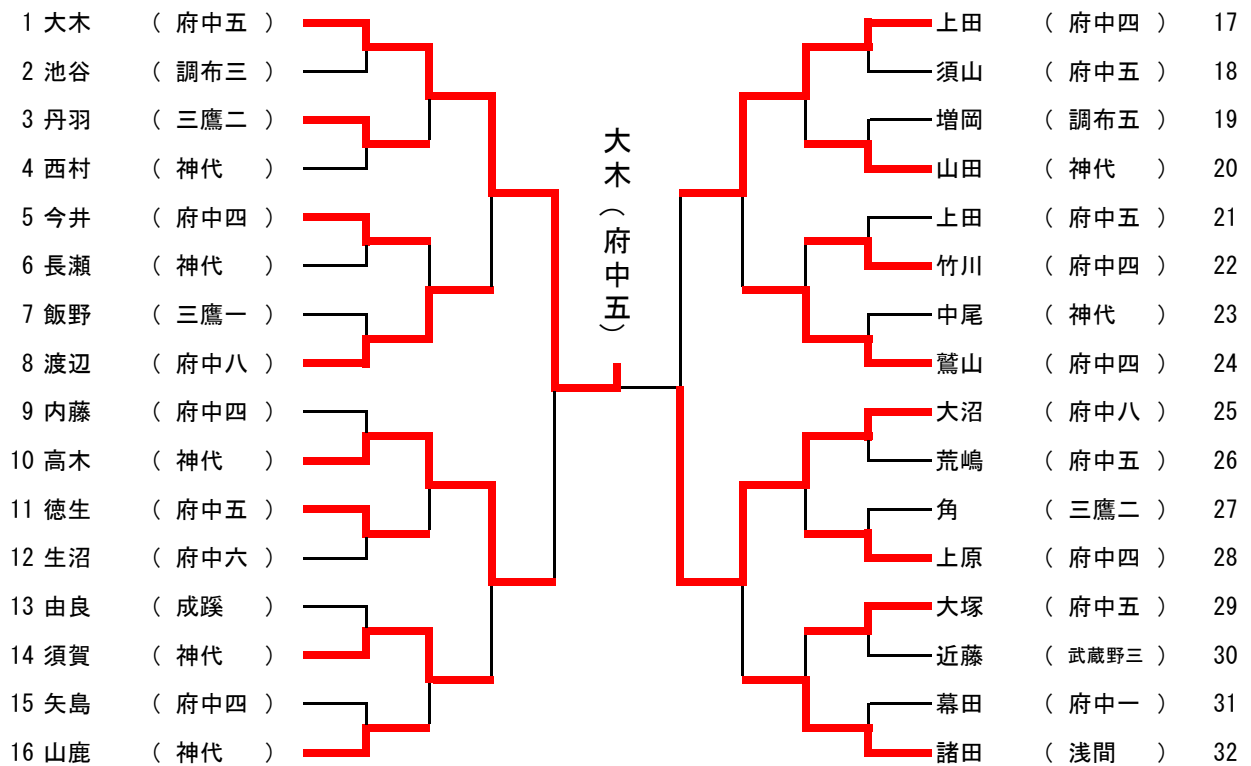 1 大木 ( 府中五 )
2 池谷 ( 調布三 )
3 丹羽 ( 三鷹二 )
4 西村 ( 神代 )
5 今井 ( 府中四 )
6 長瀬 ( 神代 )
7 飯野 ( 三鷹一 )
8 渡辺 ( 府中八 )
9 内藤 ( 府中四 )
10 高木 ( 神代 )
11 徳生 ( 府中五 )
12 生沼 ( 府中六 )
13 由良 ( 成蹊 )
14 須賀 ( 神代 )
15 矢島 ( 府中四 )
16 山鹿 ( 神代 )
大木(府中五)
上田 ( 府中四 ) 17
須山 ( 府中五 ) 18
増岡 ( 調布五 ) 19
山田 ( 神代 ) 20
上田 ( 府中五 ) 21
竹川 ( 府中四 ) 22
中尾 ( 神代 ) 23
鷲山 ( 府中四 ) 24
大沼 ( 府中八 ) 25
荒嶋 ( 府中五 ) 26
角 ( 三鷹二 ) 27
上原 ( 府中四 ) 28
大塚 ( 府中五 ) 29
近藤 ( 武蔵野三 ) 30
幕田 ( 府中一 ) 31
諸田 ( 浅間 ) 32